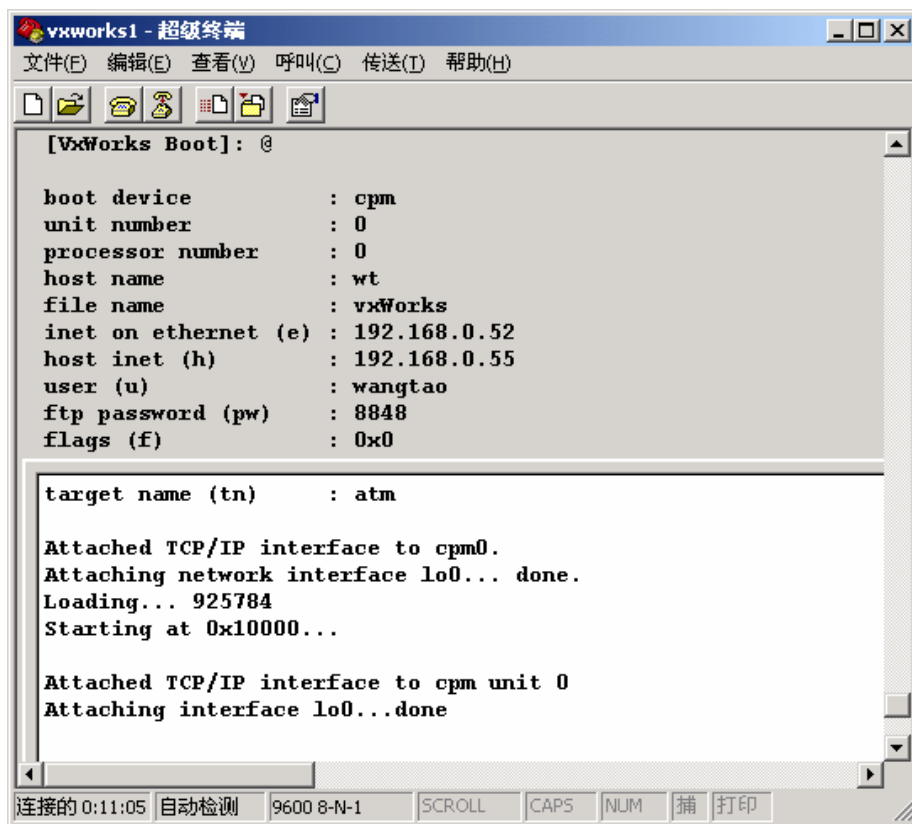 vxworks1 - 超级终端
文件(F) 编辑(E) 查看(V) 呼叫(C) 传送(T) 帮助(H)
[VxWorks Boot]: @
boot device : cpm
unit number : 0
processor number : 0
host name : wt
file name : vxWorks
inet on ethernet (e) : 192.168.0.52
host inet (h) : 192.168.0.55
user (u) : wangtao
ftp password (pw) : 8848
flags (f) : 0x0
target name (tn) : atm
Attached TCP/IP interface to cpm0.
Attaching network interface lo0... done.
Loading... 925784
Starting at 0x10000...
Attached TCP/IP interface to cpm unit 0
Attaching interface lo0...done
连接的 0:11:05 自动检测 9600 8-N-1 SCROLL CAPS NUM 捕 打印